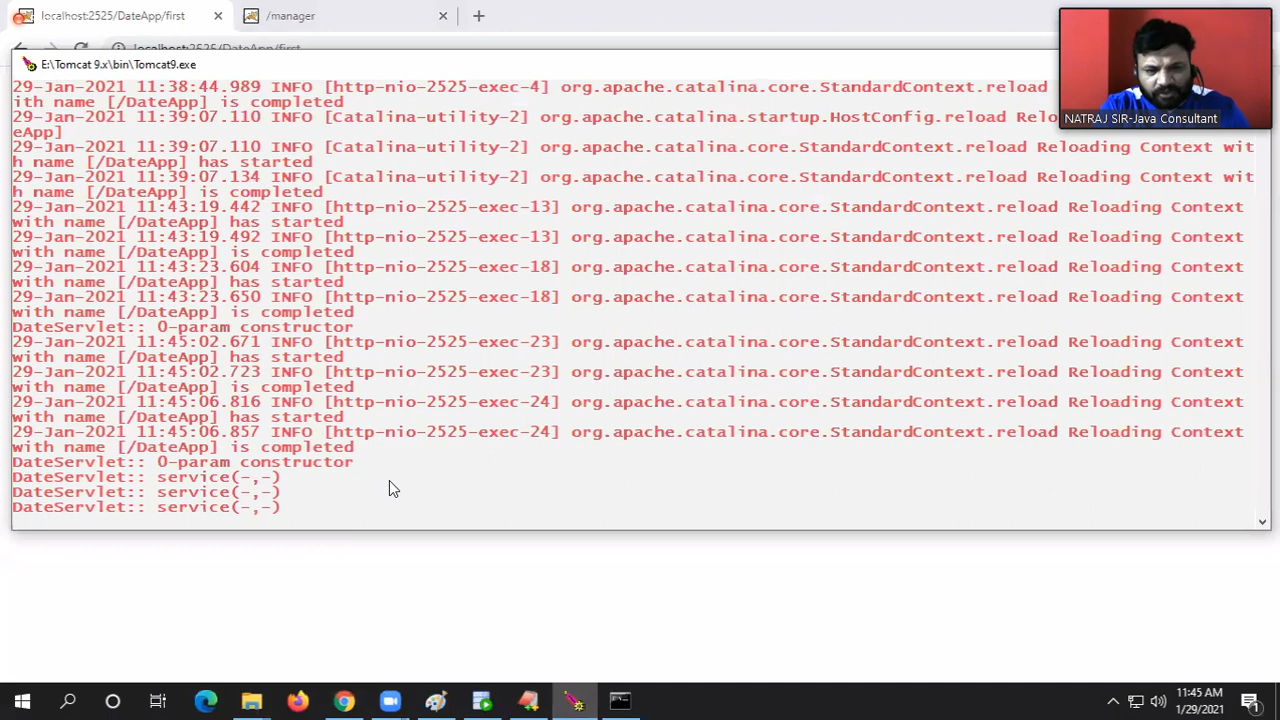 localhost:2525/DateApp/first
/manager
localhost:2525/DateApp/first
E:\Tomcat 9.x\bin\Tomcat9.exe
29-Jan-2021 11:38:44.989 INFO [http-nio-2525-exec-4] org.apache.catalina.core.StandardContext.reload
ith name [/DateApp] is completed
29-Jan-2021 11:39:07.110 INFO [Catalina-utility-2] org.apache.catalina.startup.HostConfig.reload Relo
eApp]
29-Jan-2021 11:39:07.110 INFO [Catalina-utility-2] org.apache.catalina.core.StandardContext.reload Reloading Context wit
h name [/DateApp] has started
29-Jan-2021 11:39:07.134 INFO [Catalina-utility-2] org.apache.catalina.core.StandardContext.reload Reloading Context wit
h name [/DateApp] is completed
29-Jan-2021 11:43:19.442 INFO [http-nio-2525-exec-13] org.apache.catalina.core.StandardContext.reload Reloading Context
with name [/DateApp] has started
29-Jan-2021 11:43:19.492 INFO [http-nio-2525-exec-13] org.apache.catalina.core.StandardContext.reload Reloading Context
with name [/DateApp] is completed
29-Jan-2021 11:43:23.604 INFO [http-nio-2525-exec-18] org.apache.catalina.core.StandardContext.reload Reloading Context
with name [/DateApp] has started
29-Jan-2021 11:43:23.650 INFO [http-nio-2525-exec-18] org.apache.catalina.core.StandardContext.reload Reloading Context
with name [/DateApp] is completed
DateServlet:: 0-param constructor
29-Jan-2021 11:45:02.671 INFO [http-nio-2525-exec-23] org.apache.catalina.core.StandardContext.reload Reloading Context
with name [/DateApp] has started
29-Jan-2021 11:45:02.723 INFO [http-nio-2525-exec-23] org.apache.catalina.core.StandardContext.reload Reloading Context
with name [/DateApp] is completed
29-Jan-2021 11:45:06.816 INFO [http-nio-2525-exec-24] org.apache.catalina.core.StandardContext.reload Reloading Context
with name [/DateApp] has started
29-Jan-2021 11:45:06.857 INFO [http-nio-2525-exec-24] org.apache.catalina.core.StandardContext.reload Reloading Context
with name [/DateApp] is completed
DateServlet:: 0-param constructor
DateServlet:: service(-,-)
DateServlet:: service(-,-)
DateServlet:: service(-,-)
NATRAJ SIR-Java Consultant
11:45 AM
1/29/2021
1